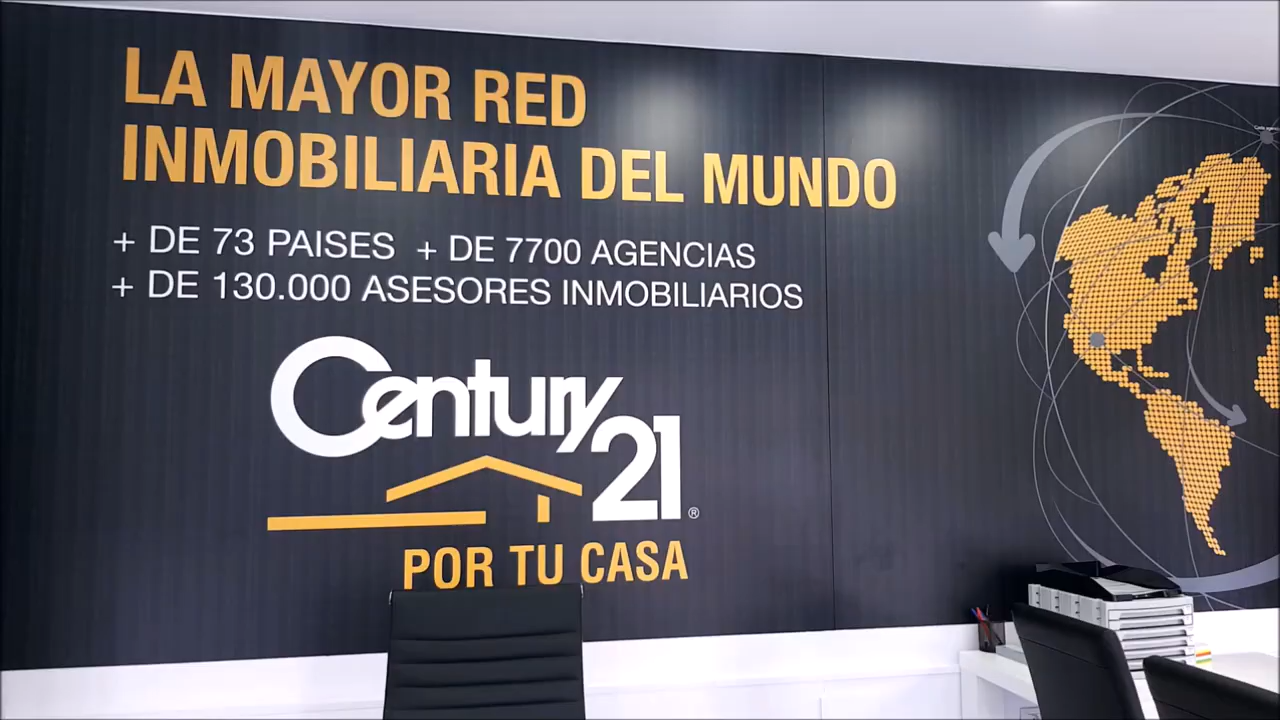 LA MAYOR RED
INMOBILIARIA DEL MUNDO
+ DE 73 PAISES + DE 7700 AGENCIAS
+ DE 130.000 ASESORES INMOBILIARIOS
Century
21®
POR TU CASA